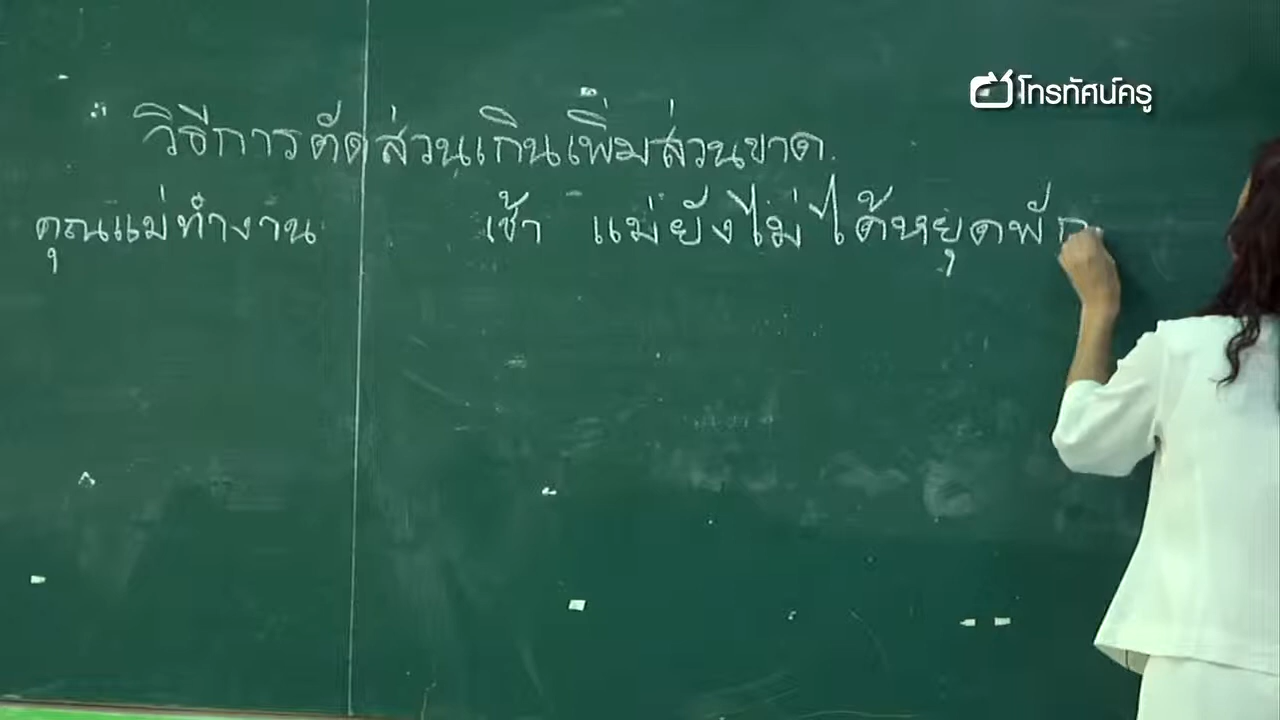 โทรทัศน์ครู
วิธีการตัดส่วนเกินเพิ่มส่วนขาด
คุณแม่ทำงาน เช้า แม่ยังไม่ได้หยุดพัก